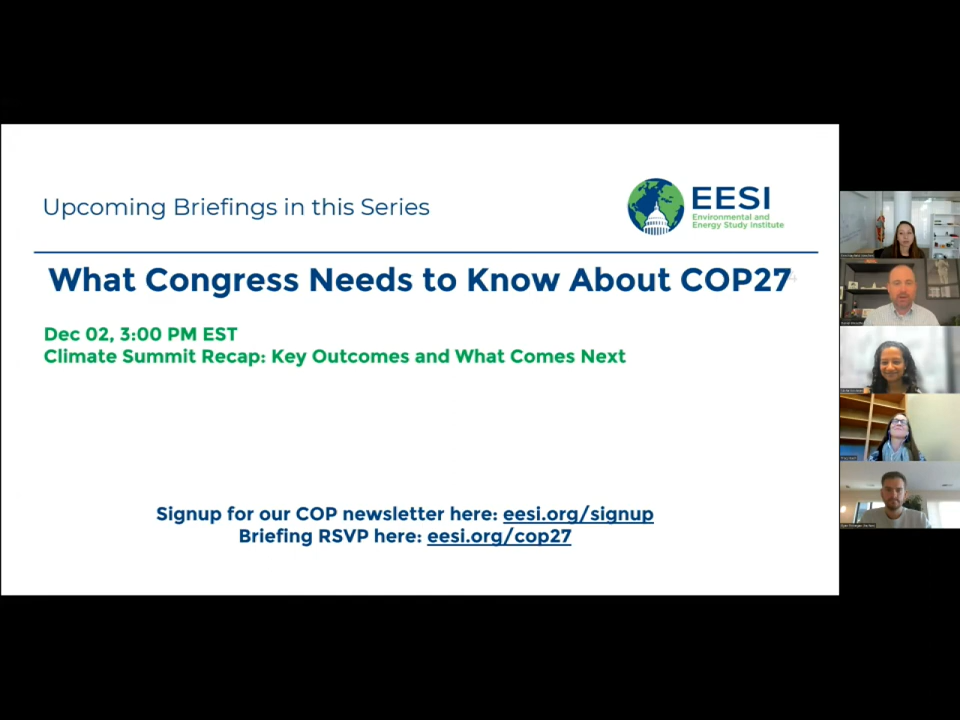 Upcoming Briefings in this Series
EESI
Environmental and
Energy Study Institute
What Congress Needs to Know About COP27
Dec 02, 3:00 PM EST
Climate Summit Recap: Key Outcomes and What Comes Next
Signup for our COP newsletter here: eesi.org/signup
Briefing RSVP here: eesi.org/cop27